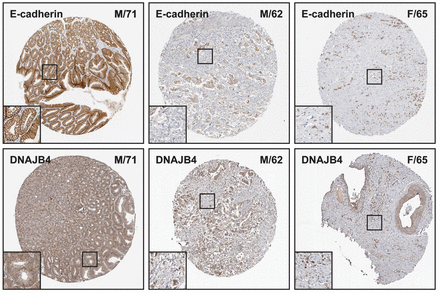 E-cadherin M/71
E-cadherin M/62
E-cadherin F/65
DNAJB4 M/71
DNAJB4 M/62
DNAJB4 F/65